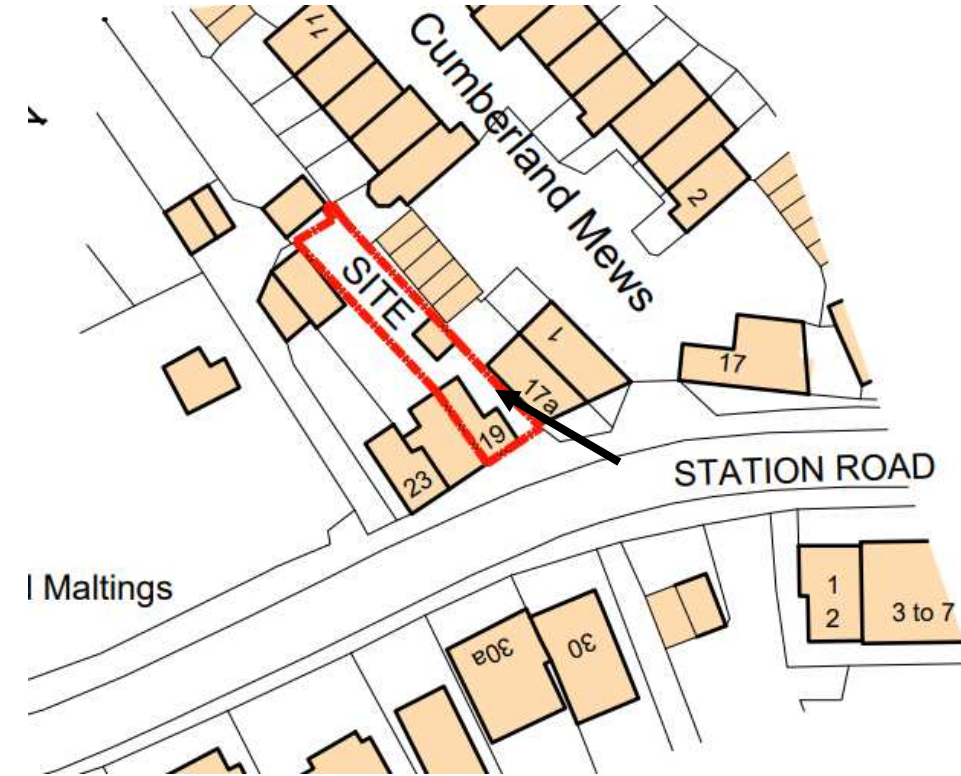 11
Cumberland Mews
2
SITE
1
17
17a
19
23
STATION ROAD
l Maltings
1
2
3 to 7
30a
30